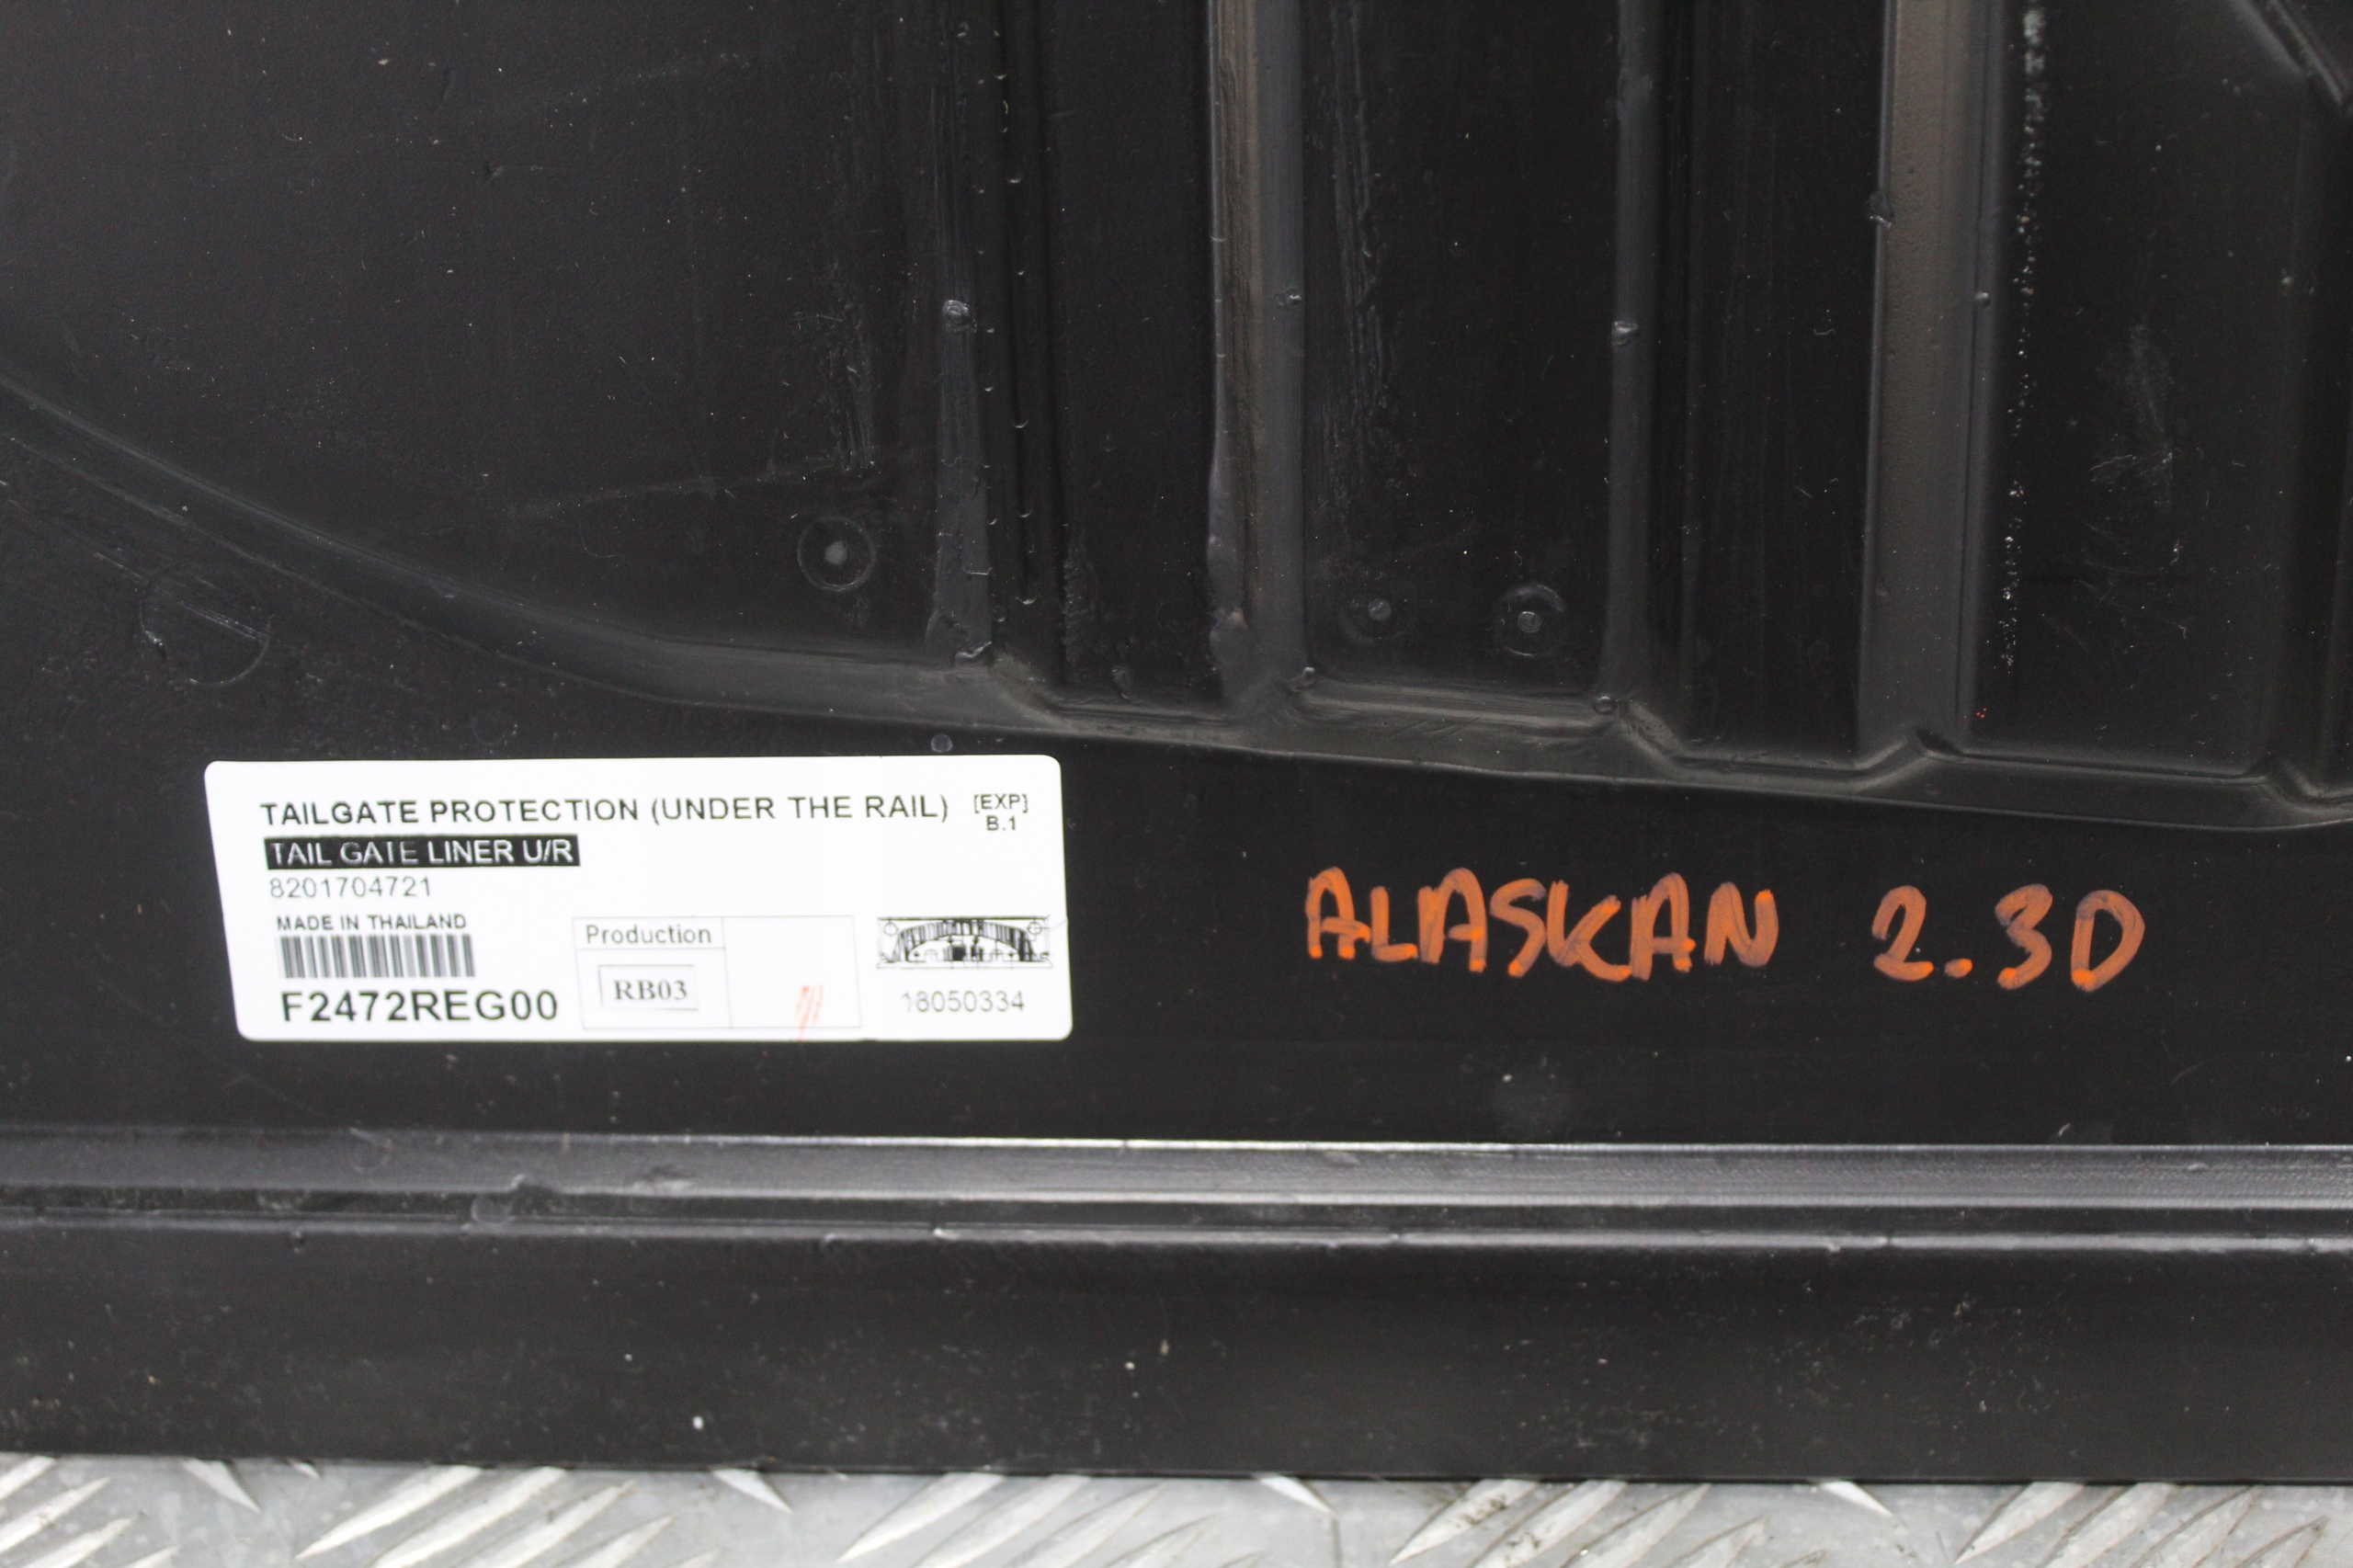 TAILGATE PROTECTION (UNDER THE RAIL) [EXP]
B.1
TAIL GATE LINER U/R
8201704721
MADE IN THAILAND
F2472REG00
Production
RB03
18050334
ALASKAN 2.3D